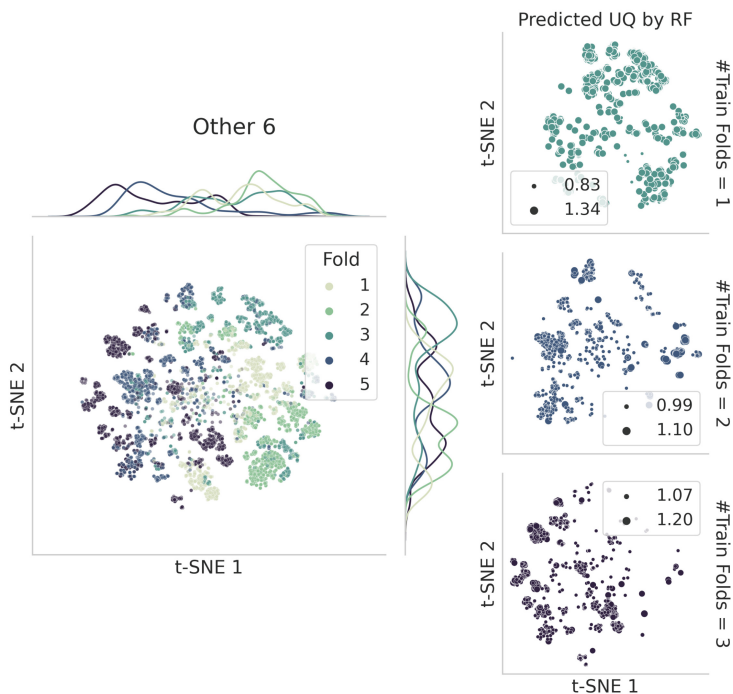 Predicted UQ by RF
t-SNE 2
0.83
1.34
#Train Folds = 1
Other 6
Fold
1
2
3
4
5
t-SNE 2
t-SNE 1
t-SNE 2
0.99
1.10
#Train Folds = 2
t-SNE 2
1.07
1.20
#Train Folds = 3
t-SNE 1